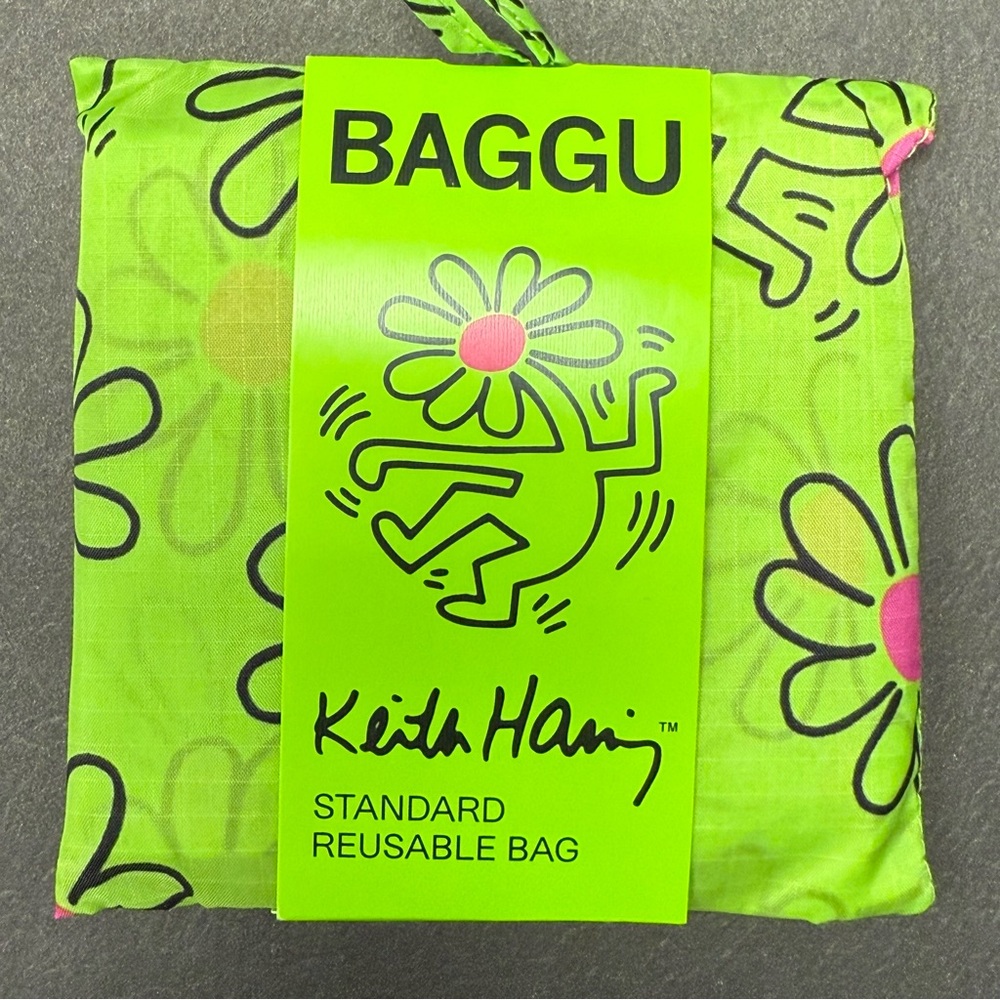 BAGGU
Keith Haring™
STANDARD
REUSABLE BAG